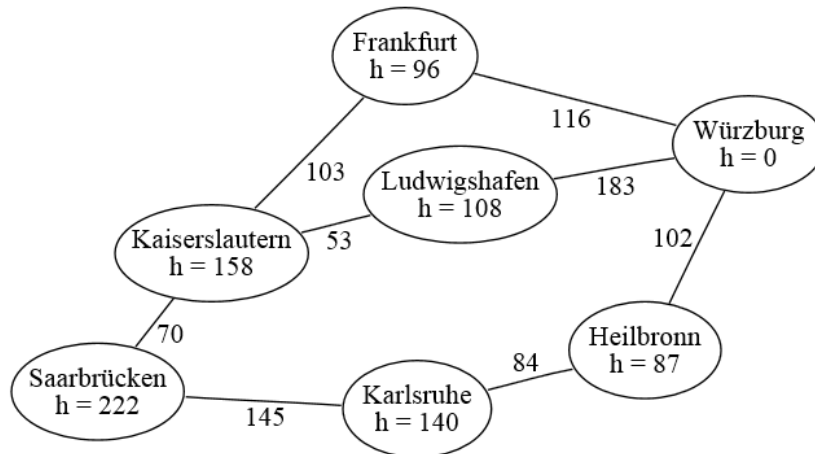 Frankfurt
h = 96
116
Würzburg
h = 0
103
Ludwigshafen
h = 108
183
Kaiserslautern
h = 158
53
102
70
Heilbronn
h = 87
84
Saarbrücken
h = 222
145
Karlsruhe
h = 140